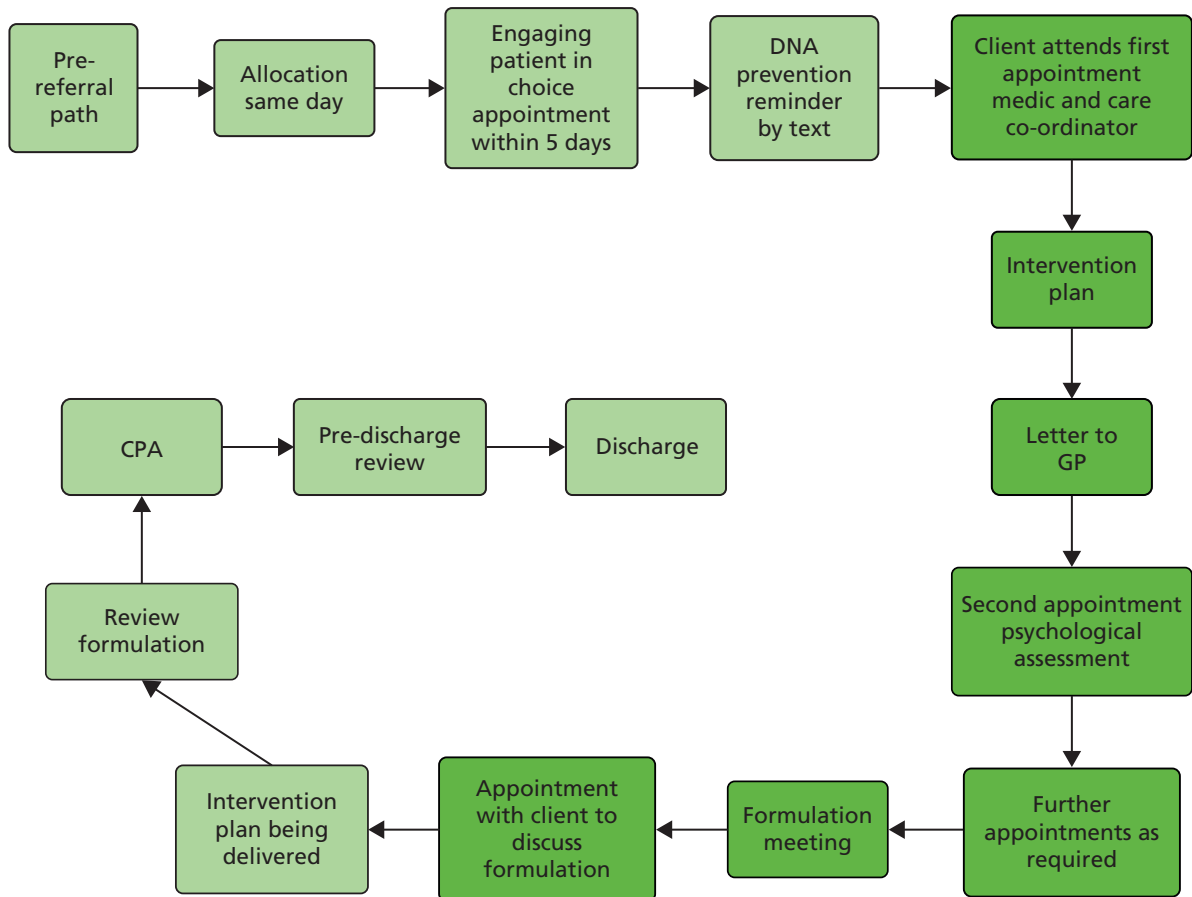 Pre-
referral
path
Allocation
same day
Engaging
patient in
choice
appointment
within 5 days
DNA
prevention
reminder
by text
Client attends first
appointment
medic and care
co-ordinator
Intervention
plan
Letter to
GP
Second appointment
psychological
assessment
Further
appointments as
required
Formulation
meeting
Appointment
with client to
discuss
formulation
Intervention
plan being
delivered
Review
formulation
CPA
Pre-discharge
review
Discharge